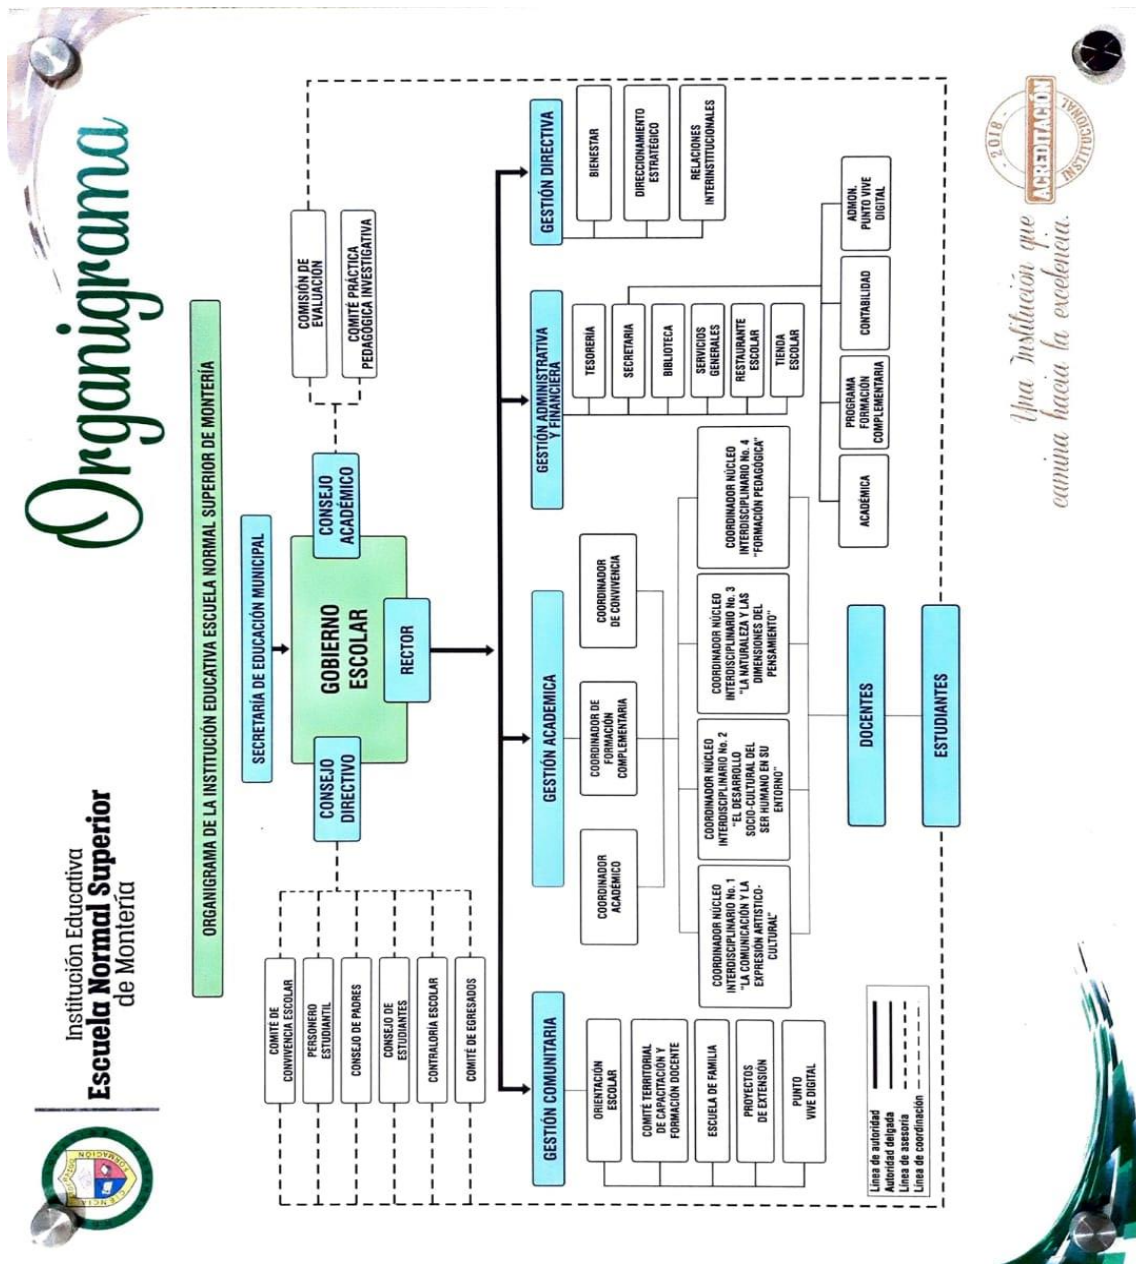 Institución Educativa
Escuela Normal Superior
de Montería
Organigrama
ORGANIGRAMA DE LA INSTITUCIÓN EDUCATIVA ESCUELA NORMAL SUPERIOR DE MONTERÍA
SECRETARÍA DE EDUCACIÓN MUNICIPAL
GOBIERNO
ESCOLAR
CONSEJO
DIRECTIVO
CONSEJO
ACADÉMICO
RECTOR
COMITÉ DE
CONVIVENCIA ESCOLAR
PERSONERO
ESTUDIANTIL
CONSEJO DE PADRES
CONSEJO DE
ESTUDIANTES
CONTRALORÍA ESCOLAR
COMITÉ DE EGRESADOS
COMISIÓN DE
EVALUACIÓN
COMITÉ PRÁCTICA
PEDAGÓGICA INVESTIGATIVA
GESTIÓN COMUNITARIA
ORIENTACIÓN
ESCOLAR
COMITÉ TERRITORIAL
DE CAPACITACIÓN Y
FORMACIÓN DOCENTE
ESCUELA DE FAMILIA
PROYECTOS
DE EXTENSIÓN
PUNTO
VIVE DIGITAL
GESTIÓN ACADEMICA
COORDINADOR
ACADÉMICO
COORDINADOR DE
FORMACIÓN
COMPLEMENTARIA
COORDINADOR
DE CONVIVENCIA
COORDINADOR NÚCLEO
INTERDISCIPLINARIO No. 1
"LA COMUNICACIÓN Y LA
EXPRESIÓN ARTISTICO-
CULTURAL"
COORDINADOR NÚCLEO
INTERDISCIPLINARIO No. 2
"EL DESARROLLO
SOCIO-CULTURAL DEL
SER HUMANO EN SU
ENTORNO"
COORDINADOR NÚCLEO
INTERDISCIPLINARIO No. 3
"LA NATURALEZA Y LAS
DIMENSIONES DEL
PENSAMIENTO"
COORDINADOR NÚCLEO
INTERDISCIPLINARIO No. 4
"FORMACIÓN PEDAGÓGICA"
GESTIÓN ADMINISTRATIVA
Y FINANCIERA
TESORERÍA
SECRETARIA
BIBLIOTECA
SERVICIOS
GENERALES
RESTAURANTE
ESCOLAR
TIENDA
ESCOLAR
ACADÉMICA
PROGRAMA
FORMACIÓN
COMPLEMENTARIA
CONTABILIDAD
ADMON.
PUNTO VIVE
DIGITAL
GESTIÓN DIRECTIVA
BIENESTAR
DIRECCIONAMIENTO
ESTRATÉGICO
RELACIONES
INTERINSTITUCIONALES
DOCENTES
ESTUDIANTES
Línea de autoridad
Autoridad delgada
Línea de asesoría
Línea de coordinación
Una Institución que
camina hacia la excelencia.
- 2018 -
ACREDITACIÓN
INSTITUCIONAL